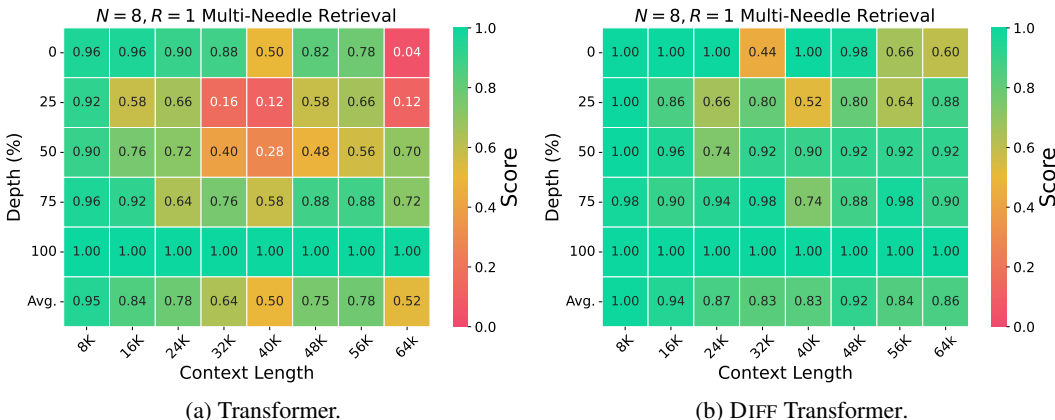 N = 8, R = 1 Multi-Needle Retrieval
0 0.96 0.96 0.90 0.88 0.50 0.82 0.78 0.04
25 0.92 0.58 0.66 0.16 0.12 0.58 0.66 0.12
50 0.90 0.76 0.72 0.40 0.28 0.48 0.56 0.70
75 0.96 0.92 0.64 0.76 0.58 0.88 0.88 0.72
100 1.00 1.00 1.00 1.00 1.00 1.00 1.00 1.00
Avg. 0.95 0.84 0.78 0.64 0.50 0.75 0.78 0.52
8K 16K 24K 32K 40K 48K 56K 64k
Depth (%)
Context Length
1.0
0.8
0.6
0.4
0.2
0.0
Score
(a) Transformer.
N = 8, R = 1 Multi-Needle Retrieval
0 1.00 1.00 1.00 0.44 1.00 0.98 0.66 0.60
25 1.00 0.86 0.66 0.80 0.52 0.80 0.64 0.88
50 1.00 0.96 0.74 0.92 0.90 0.92 0.92 0.92
75 0.98 0.90 0.94 0.98 0.74 0.88 0.98 0.90
100 1.00 1.00 1.00 1.00 1.00 1.00 1.00 1.00
Avg. 1.00 0.94 0.87 0.83 0.83 0.92 0.84 0.86
8K 16K 24K 32K 40K 48K 56K 64k
Depth (%)
Context Length
1.0
0.8
0.6
0.4
0.2
0.0
Score
(b) DIFF Transformer.